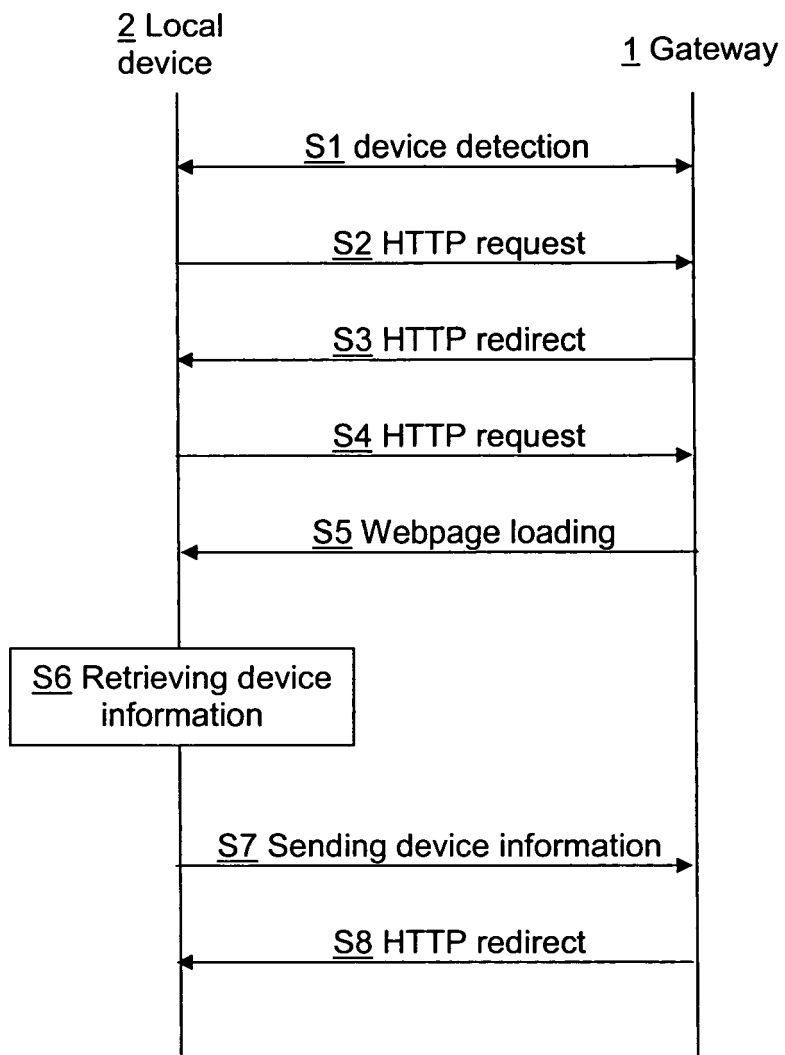 2 Local
device
1 Gateway
S1 device detection
S2 HTTP request
S3 HTTP redirect
S4 HTTP request
S5 Webpage loading
S6 Retrieving device
information
S7 Sending device information
S8 HTTP redirect